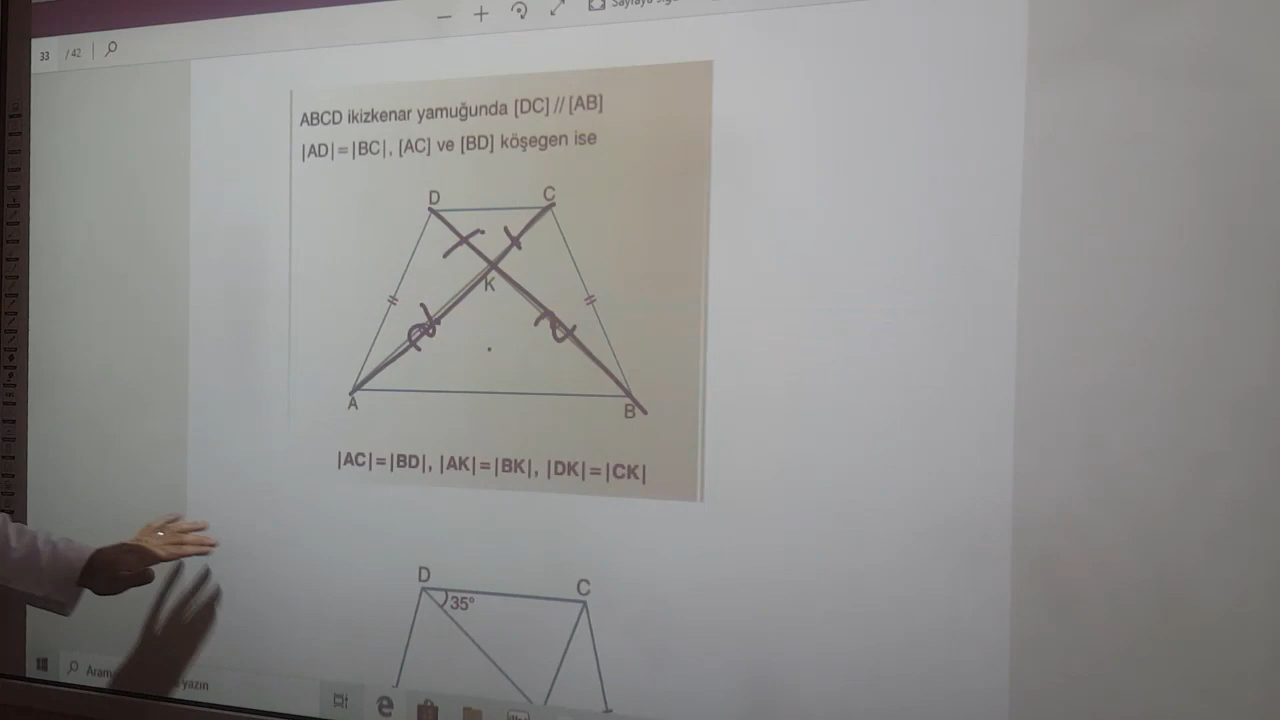 33 / 42
ABCD ikizkenar yamuğunda [DC] // [AB]
|AD|=|BC|, [AC] ve [BD] köşegen ise
D C
K
A B
|AC|=|BD|, |AK|=|BK|, |DK|=|CK|
D C
35°
Aram yazın